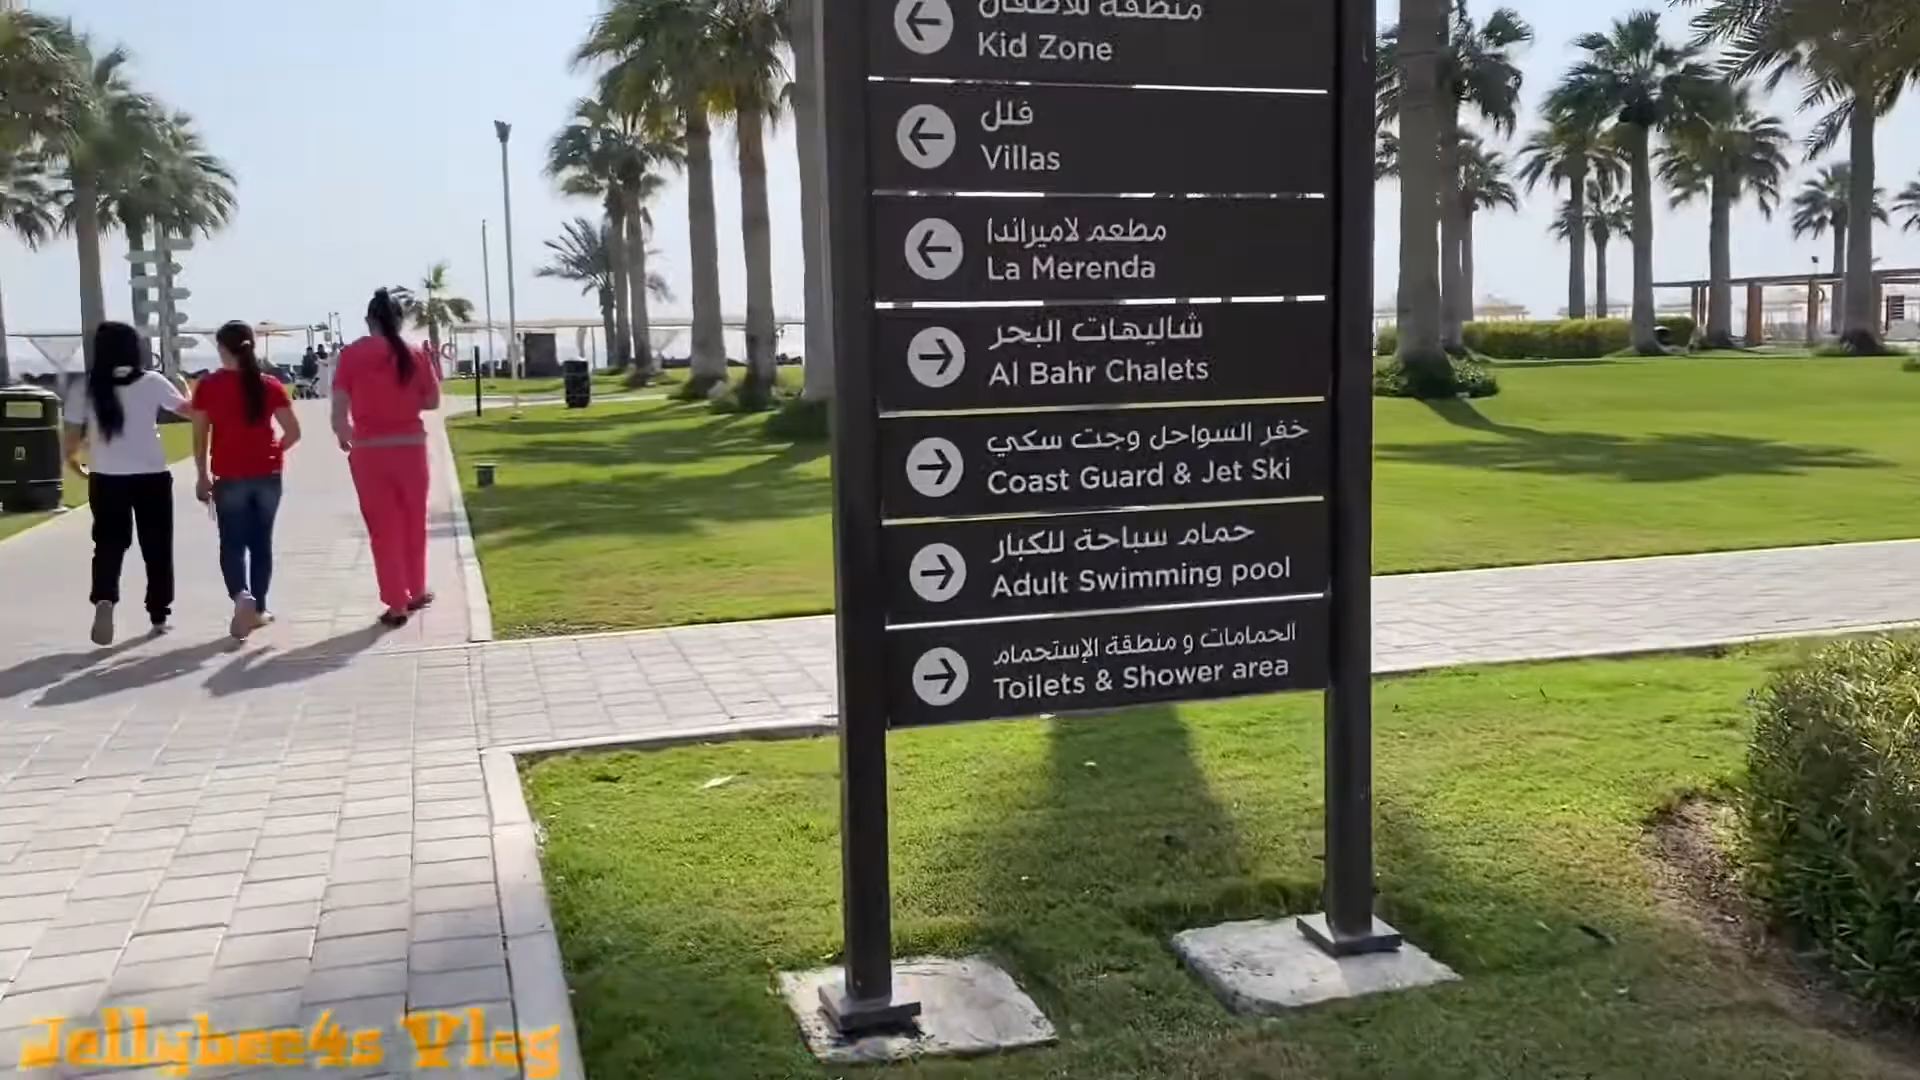 منطقة للأطفال
Kid Zone
فلل
Villas
مطعم لاميراندا
La Merenda
شاليهات البحر
Al Bahr Chalets
خفر السواحل وجت سكي
Coast Guard & Jet Ski
حمام سباحة للكبار
Adult Swimming pool
الحمامات و منطقة الإستحمام
Toilets & Shower area
Jellybee4s Vlog